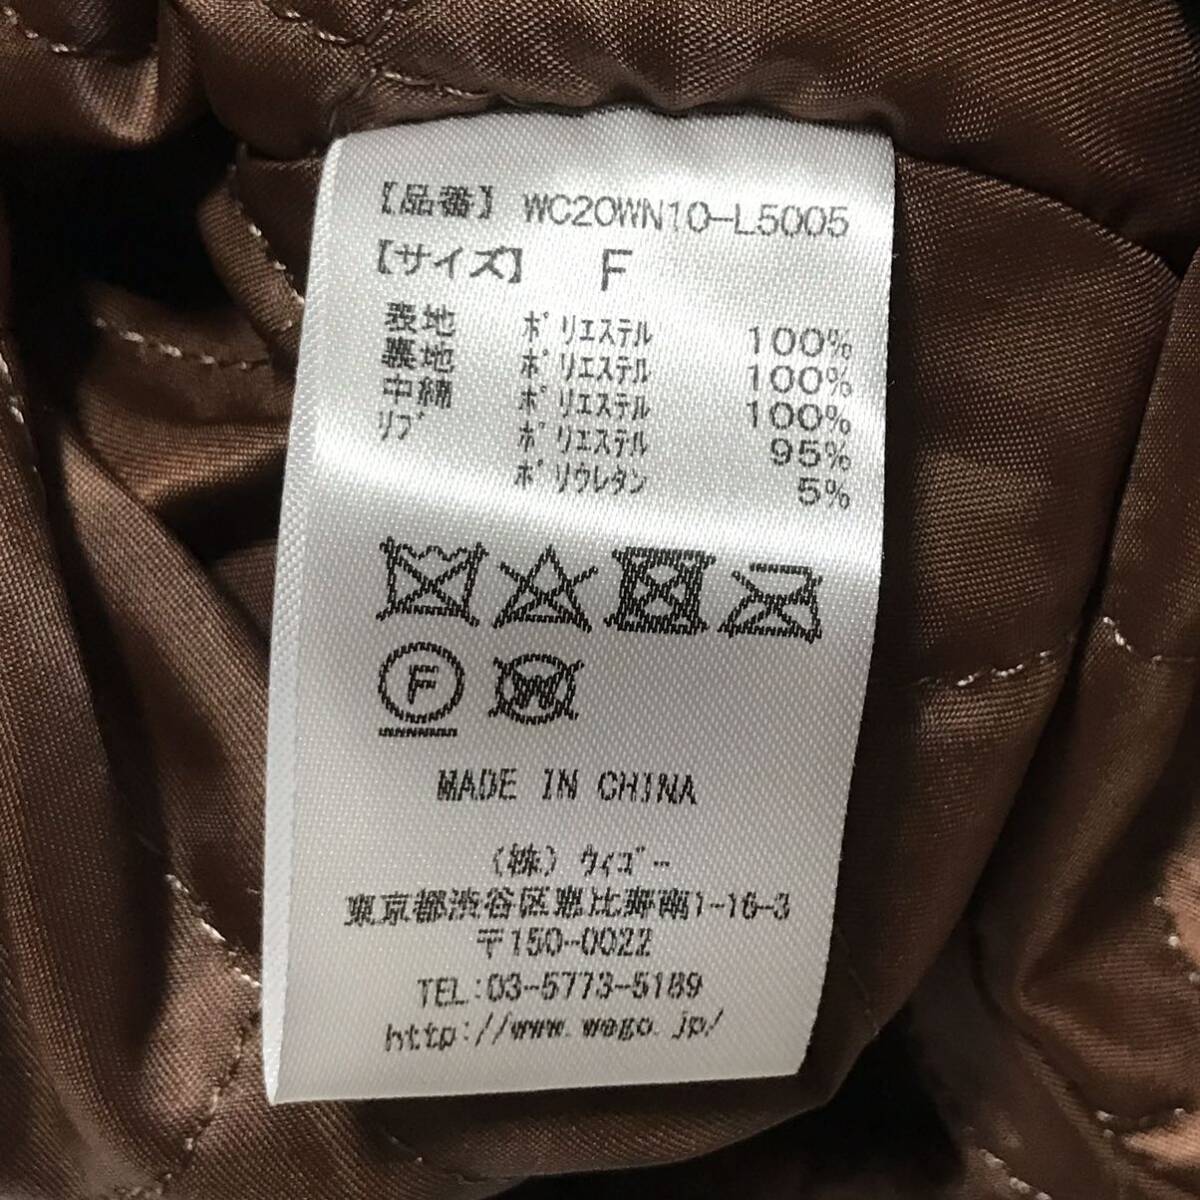 【品番】 WC20WN10-L5005
【サイズ】 F
表地 ポリエステル 100%
裏地 ポリエステル 100%
中綿 ポリエステル 100%
リブ ポリエステル 95%
ポリウレタン 5%
F
W
MADE IN CHINA
(株) ウィゴー
東京都渋谷区恵比寿南1-16-3
〒150-0022
TEL:03-5773-5189
http://www.wego.jp/